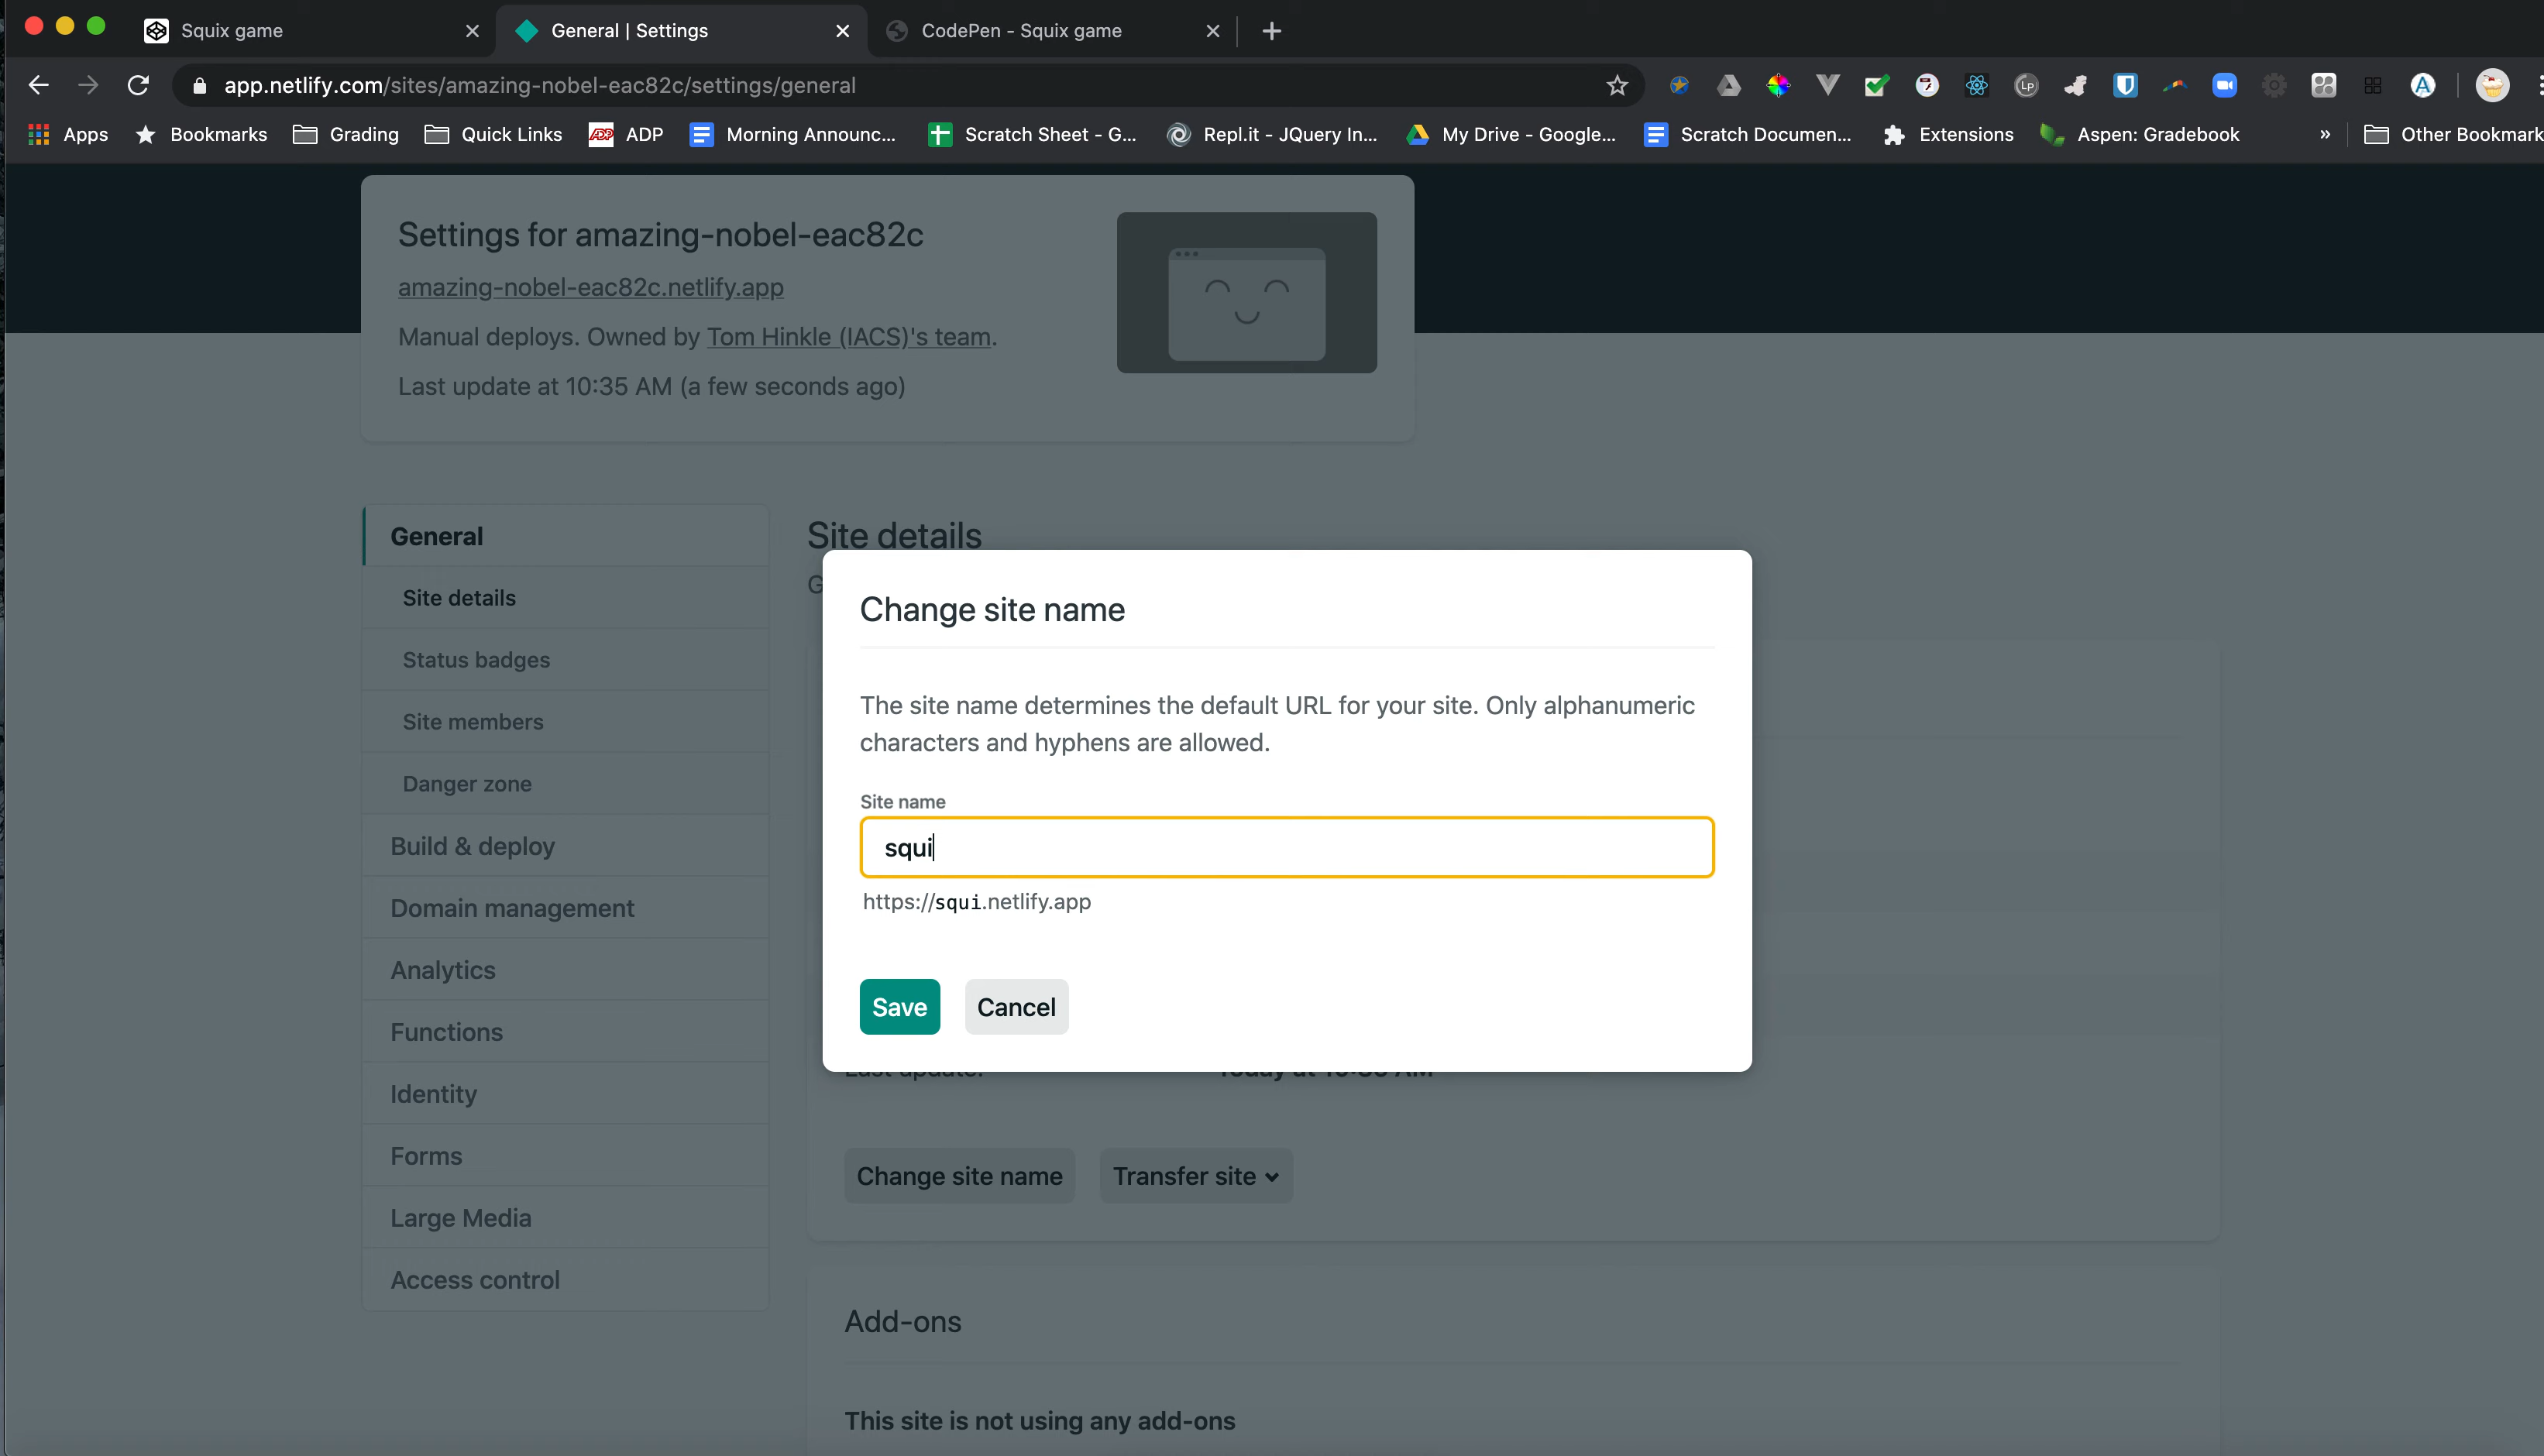 Squix game
General | Settings
CodePen - Squix game
app.netlify.com/sites/amazing-nobel-eac82c/settings/general
Apps
Bookmarks
Grading
Quick Links
ADP
ADP
Morning Announc...
Scratch Sheet - G...
Repl.it - JQuery In...
My Drive - Google...
Scratch Documen...
Extensions
Aspen: Gradebook
»
Other Bookmark
Settings for amazing-nobel-eac82c
amazing-nobel-eac82c.netlify.app
Manual deploys. Owned by Tom Hinkle (IACS)'s team.
Last update at 10:35 AM (a few seconds ago)
General
Site details
Status badges
Site members
Danger zone
Build & deploy
Domain management
Analytics
Functions
Identity
Forms
Large Media
Access control
Site details
G
Change site name
The site name determines the default URL for your site. Only alphanumeric
characters and hyphens are allowed.
Site name
squi
https://squi.netlify.app
Save
Cancel
Last update:
Change site name
Transfer site
Add-ons
This site is not using any add-ons